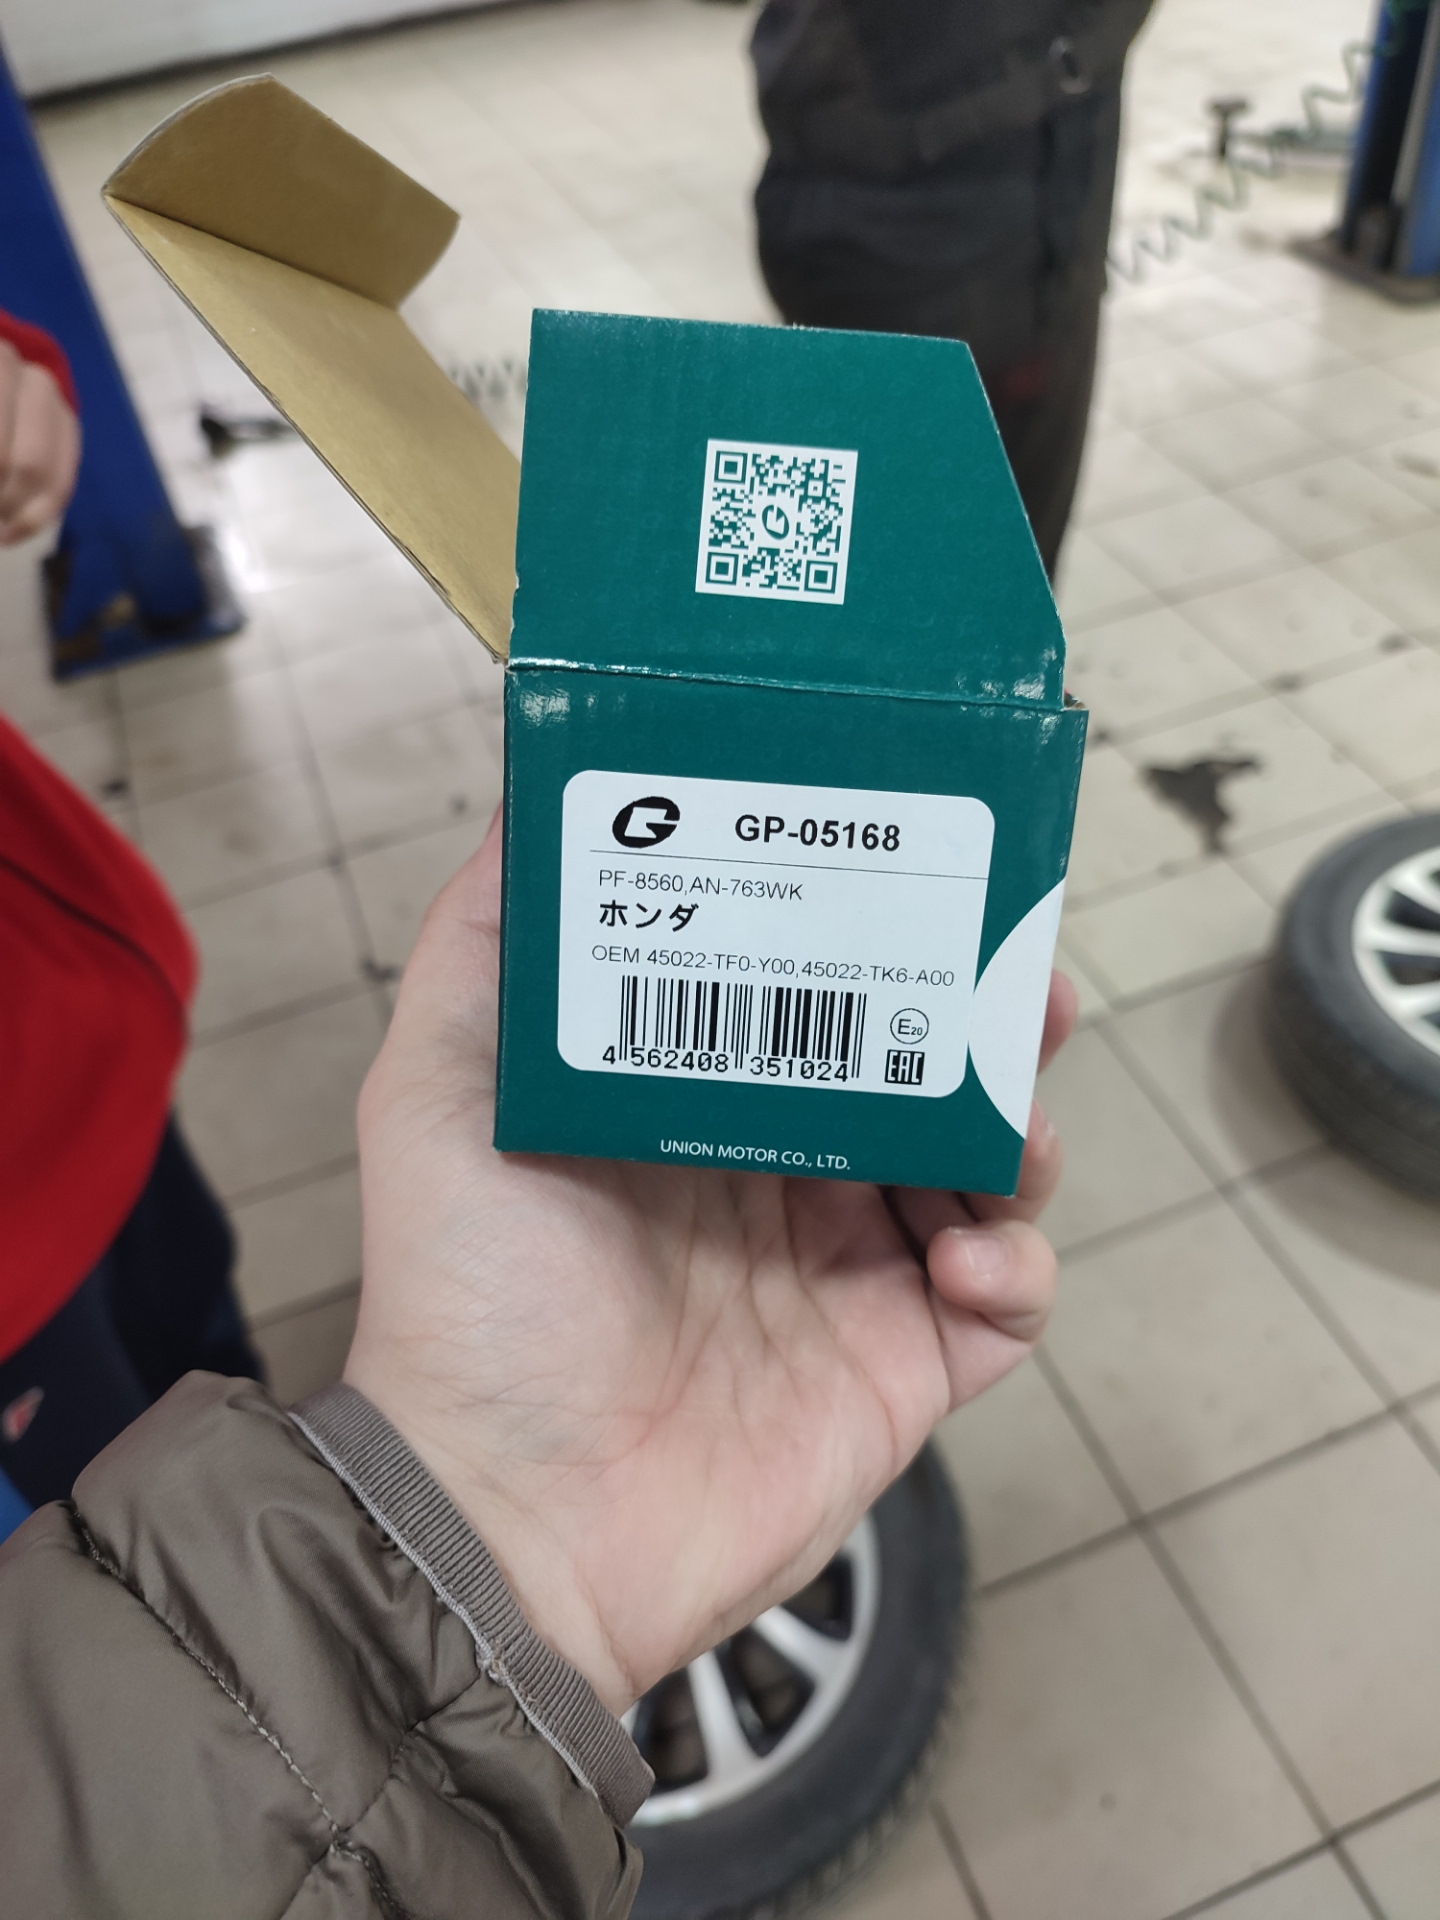 GP-05168
PF-8560,AN-763WK
ホンダ
OEM 45022-TF0-Y00,45022-TK6-A00
4 562408 351024
E20
EAC
UNION MOTOR CO., LTD.